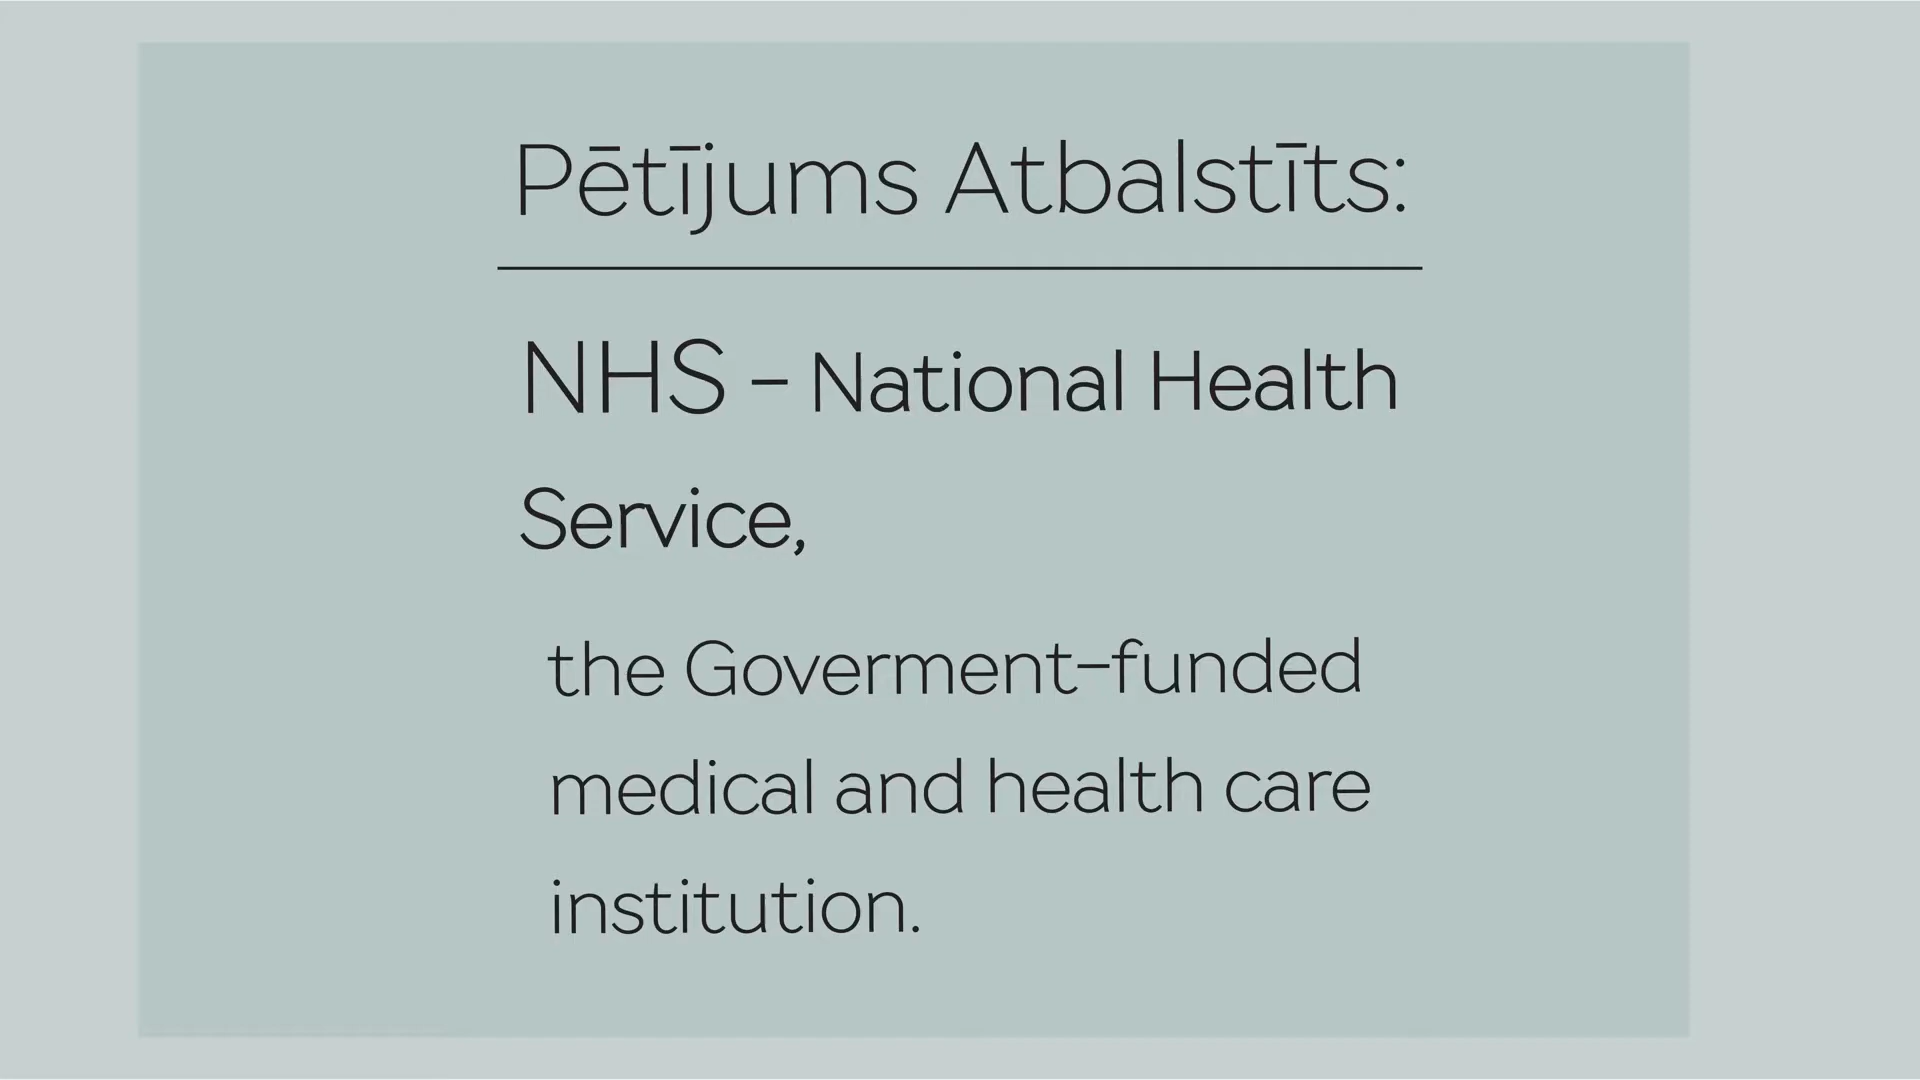 Pētījums Atbalstīts:
NHS - National Health
Service,
the Goverment-funded
medical and health care
institution.